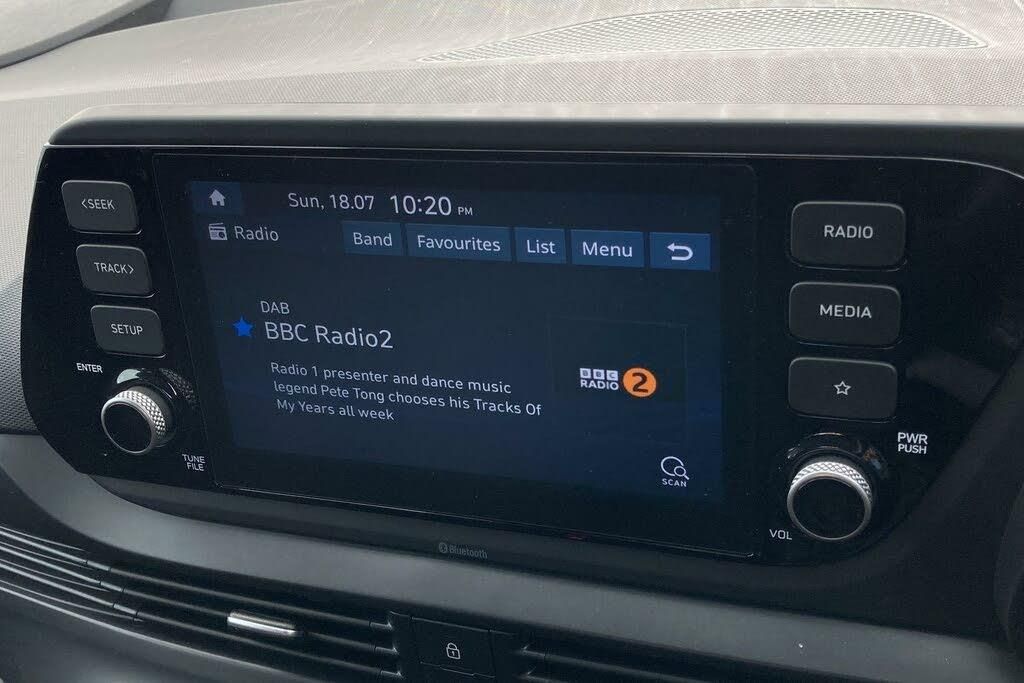 <SEEK
TRACK>
SETUP
ENTER
TUNE
FILE
Sun, 18.07 10:20 PM
Radio
Band Favourites List Menu
DAB
BBC Radio2
Radio 1 presenter and dance music
legend Pete Tong chooses his Tracks Of
My Years all week
BBC
RADIO 2
SCAN
RADIO
MEDIA
PWR
PUSH
VOL
Bluetooth